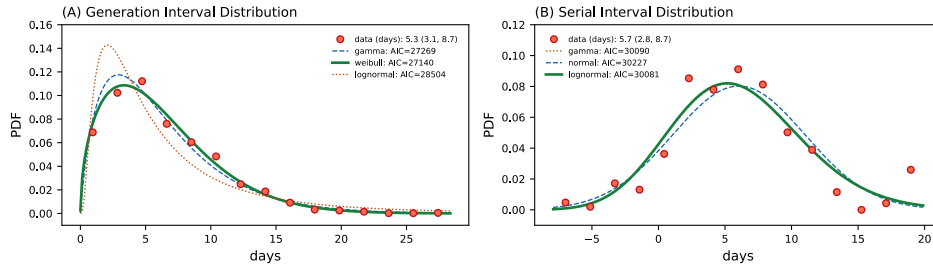 (A) Generation Interval Distribution
PDF
0.16
0.14
0.12
0.10
0.08
0.06
0.04
0.02
0.00
data (days): 5.3 (3.1, 8.7)
gamma: AIC=27269
weibull: AIC=27140
lognormal: AIC=28504
0 5 10 15 20 25
days
(B) Serial Interval Distribution
PDF
0.12
0.10
0.08
0.06
0.04
0.02
0.00
data (days): 5.7 (2.8, 8.7)
gamma: AIC=30090
normal: AIC=30227
lognormal: AIC=30081
−5 0 5 10 15 20
days